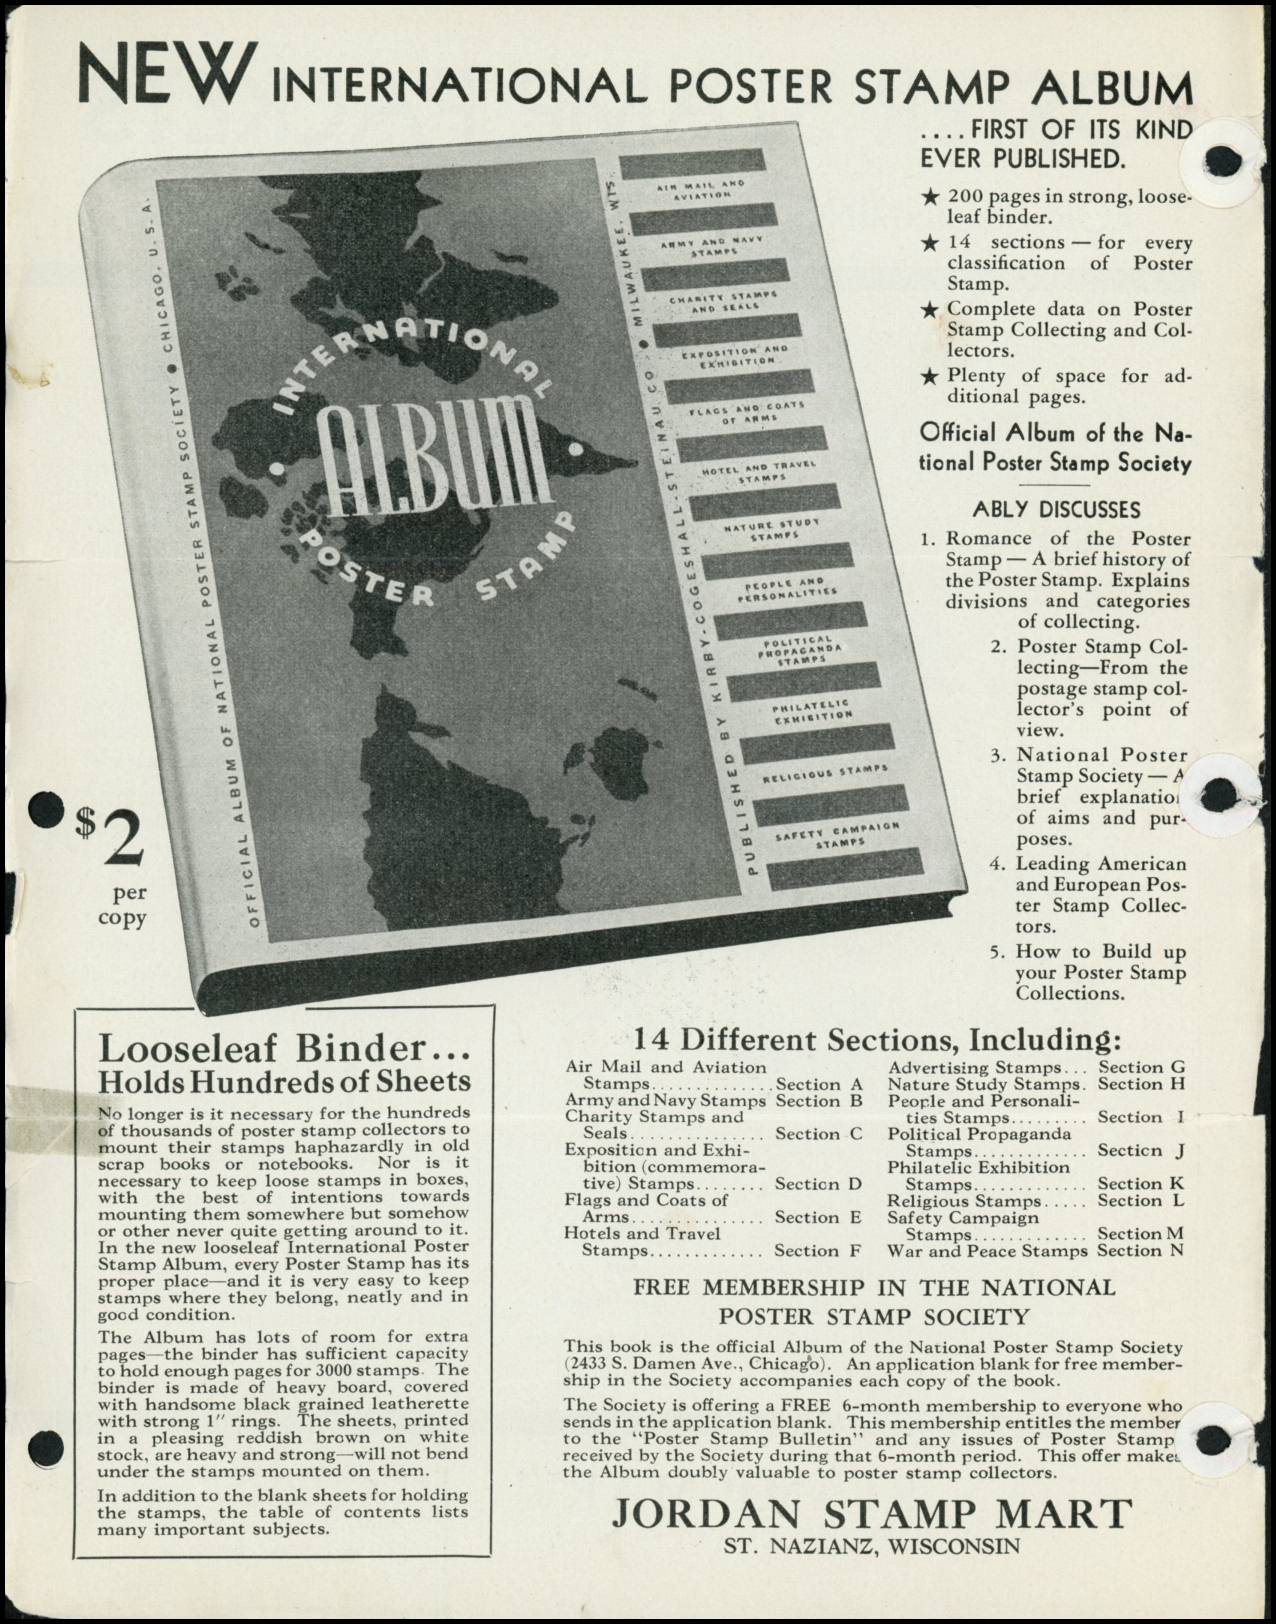 NEW INTERNATIONAL POSTER STAMP ALBUM
. . . . FIRST OF ITS KIND
EVER PUBLISHED.
★ 200 pages in strong, loose-
leaf binder.
★ 14 sections — for every
classification of Poster
Stamp.
★ Complete data on Poster
Stamp Collecting and Col-
lectors.
★ Plenty of space for ad-
ditional pages.
Official Album of the Na-
tional Poster Stamp Society
ABLY DISCUSSES
1. Romance of the Poster
Stamp — A brief history of
the Poster Stamp. Explains
divisions and categories
of collecting.
2. Poster Stamp Col-
lecting—From the
postage stamp col-
lector's point of
view.
3. National Poster
Stamp Society — A
brief explanation
of aims and pur-
poses.
4. Leading American
and European Pos-
ter Stamp Collec-
tors.
5. How to Build up
your Poster Stamp
Collections.
OFFICIAL ALBUM OF NATIONAL POSTER STAMP SOCIETY • CHICAGO, U. S. A.
INTERNATIONAL
ALBUM
POSTER STAMP
PUBLISHED BY KIRBY-COGESHALL-STEINAU CO. • MILWAUKEE, WIS.
AIR MAIL AND
AVIATION
ARMY AND NAVY
STAMPS
CHARITY STAMPS
AND SEALS
EXPOSITION AND
EXHIBITION
FLAGS AND COATS
OF ARMS
HOTEL AND TRAVEL
STAMPS
NATURE STUDY
STAMPS
PEOPLE AND
PERSONALITIES
POLITICAL
PROPAGANDA
STAMPS
PHILATELIC
EXHIBITION
RELIGIOUS STAMPS
SAFETY CAMPAIGN
STAMPS
$2
per
copy
Looseleaf Binder...
Holds Hundreds of Sheets
No longer is it necessary for the hundreds
of thousands of poster stamp collectors to
mount their stamps haphazardly in old
scrap books or notebooks. Nor is it
necessary to keep loose stamps in boxes,
with the best of intentions towards
mounting them somewhere but somehow
or other never quite getting around to it.
In the new looseleaf International Poster
Stamp Album, every Poster Stamp has its
proper place—and it is very easy to keep
stamps where they belong, neatly and in
good condition.
The Album has lots of room for extra
pages—the binder has sufficient capacity
to hold enough pages for 3000 stamps. The
binder is made of heavy board, covered
with handsome black grained leatherette
with strong 1" rings. The sheets, printed
in a pleasing reddish brown on white
stock, are heavy and strong—will not bend
under the stamps mounted on them.
In addition to the blank sheets for holding
the stamps, the table of contents lists
many important subjects.
14 Different Sections, Including:
Air Mail and Aviation
Stamps.............Section A
Army and Navy Stamps Section B
Charity Stamps and
Seals............... Section C
Exposition and Exhi-
bition (commemora-
tive) Stamps........ Section D
Flags and Coats of
Arms............... Section E
Hotels and Travel
Stamps............. Section F
Advertising Stamps... Section G
Nature Study Stamps. Section H
People and Personali-
ties Stamps......... Section I
Political Propaganda
Stamps............. Section J
Philatelic Exhibition
Stamps............. Section K
Religious Stamps..... Section L
Safety Campaign
Stamps............. Section M
War and Peace Stamps Section N
FREE MEMBERSHIP IN THE NATIONAL
POSTER STAMP SOCIETY
This book is the official Album of the National Poster Stamp Society
(2433 S. Damen Ave., Chicago). An application blank for free member-
ship in the Society accompanies each copy of the book.
The Society is offering a FREE 6-month membership to everyone who
sends in the application blank. This membership entitles the member
to the "Poster Stamp Bulletin" and any issues of Poster Stamp
received by the Society during that 6-month period. This offer makes
the Album doubly valuable to poster stamp collectors.
JORDAN STAMP MART
ST. NAZIANZ, WISCONSIN